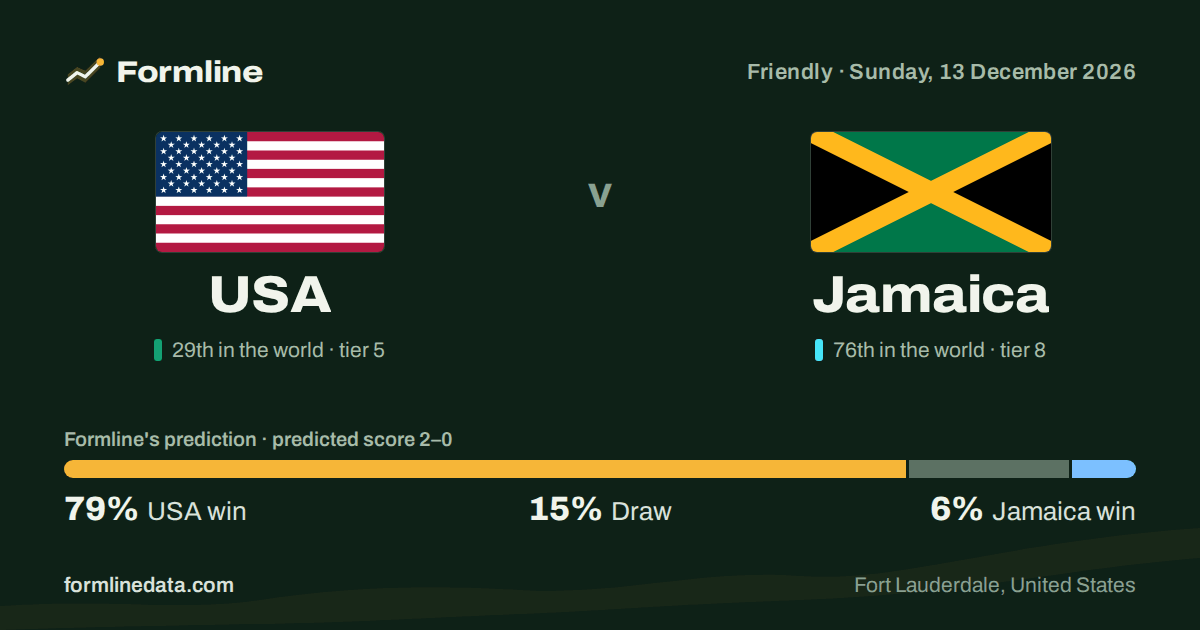 Formline
Friendly · Sunday, 13 December 2026
V
USA
Jamaica
29th in the world · tier 5
76th in the world · tier 8
Formline's prediction · predicted score 2–0
79% USA win
15% Draw
6% Jamaica win
formlinedata.com
Fort Lauderdale, United States